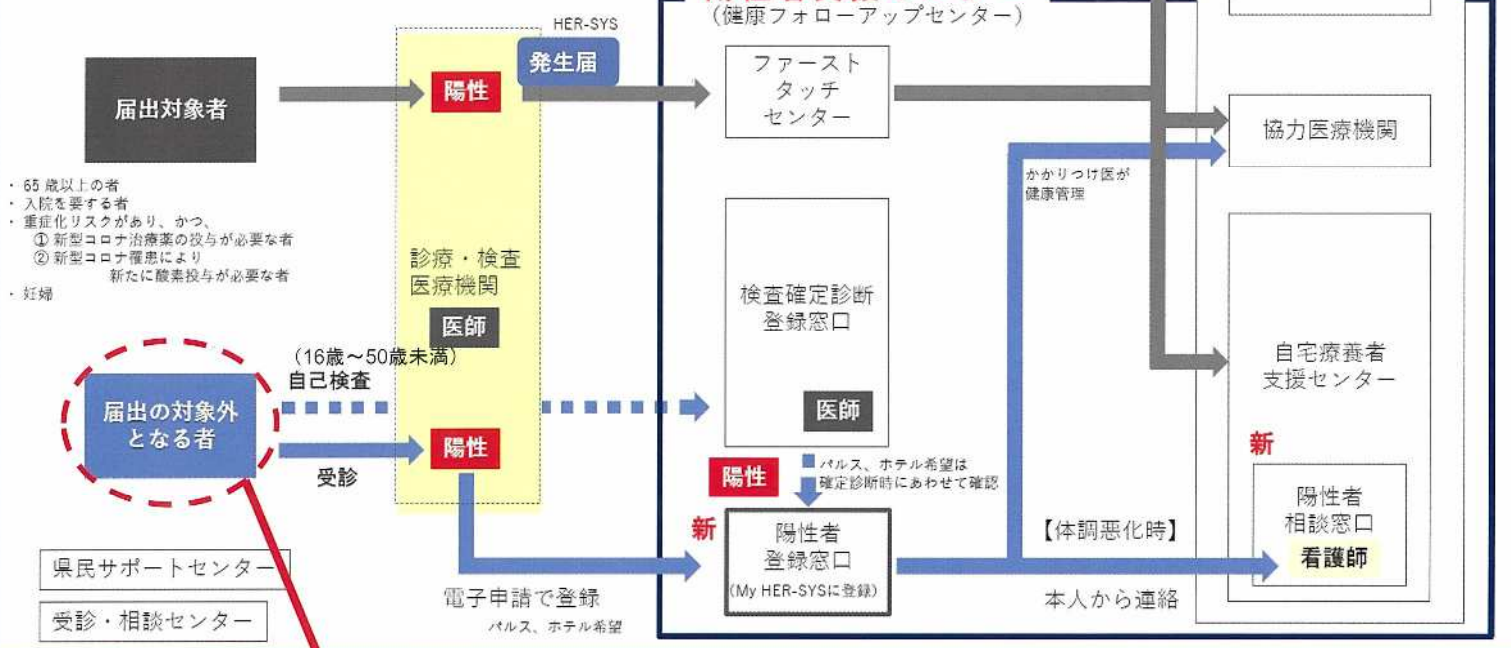 HER-SYS
(健康フォローアップセンター)
発生届
届出対象者
陽性
ファースト
タッチ
センター
協力医療機関
・65歳以上の者
・入院を要する者
・重症化リスクがあり、かつ、
①新型コロナ治療薬の投与が必要な者
②新型コロナ罹患により
新たに酸素投与が必要な者
・妊婦
かかりつけ医が
健康管理
診療・検査
医療機関
医師
検査確定診断
登録窓口
医師
自宅療養者
支援センター
(16歳～50歳未満)
自己検査
届出の対象外
となる者
受診
陽性
陽性
パルス、ホテル希望は
確定診断時にあわせて確認
新
陽性者
相談窓口
看護師
新
陽性者
登録窓口
(My HER-SYSに登録)
【体調悪化時】
本人から連絡
県民サポートセンター
受診・相談センター
電子申請で登録
パルス、ホテル希望